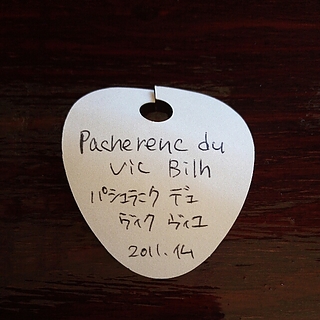 Pacherenc du
Vic Bilh
パシュラニク デュ
ヴィク ヴィユ
2011.14